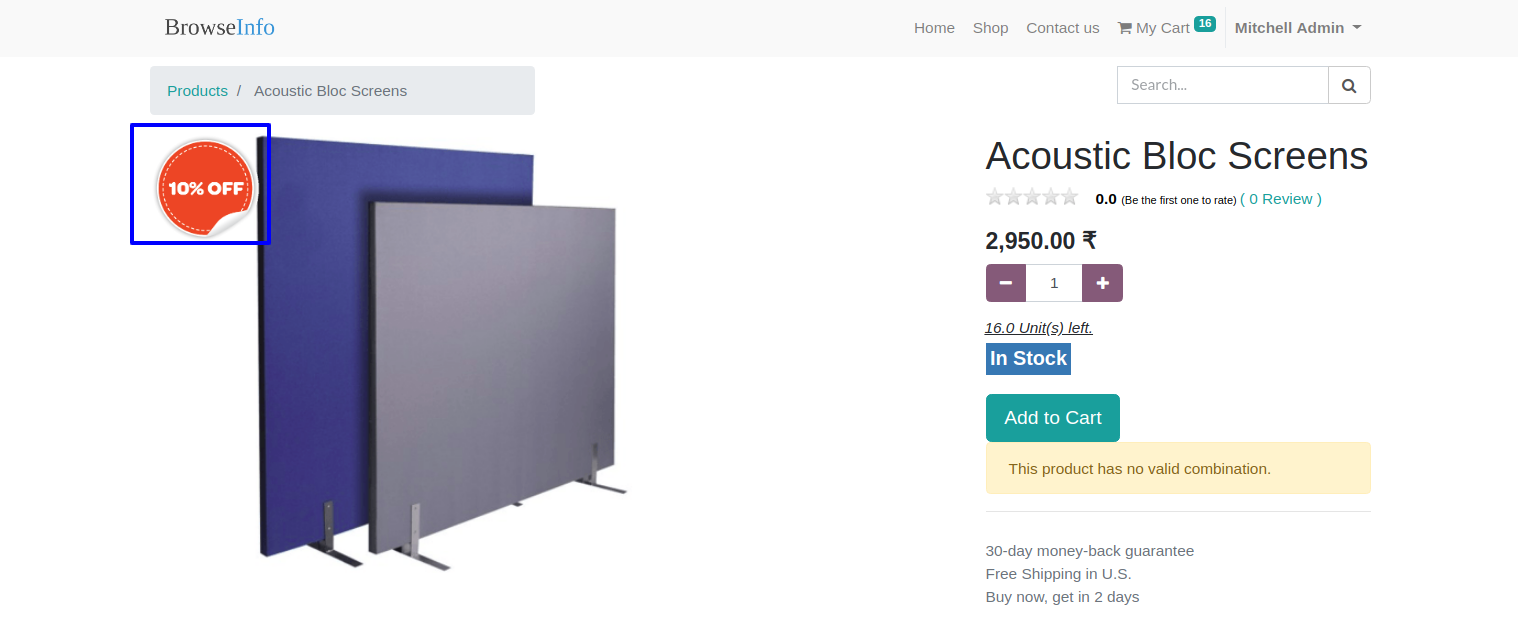 BrowseInfo
Home Shop Contact us My Cart 16 Mitchell Admin
Products / Acoustic Bloc Screens
Search...
10% OFF
Acoustic Bloc Screens
0.0 (Be the first one to rate) ( 0 Review )
2,950.00 ₹
1
16.0 Unit(s) left.
In Stock
Add to Cart
This product has no valid combination.
30-day money-back guarantee
Free Shipping in U.S.
Buy now, get in 2 days